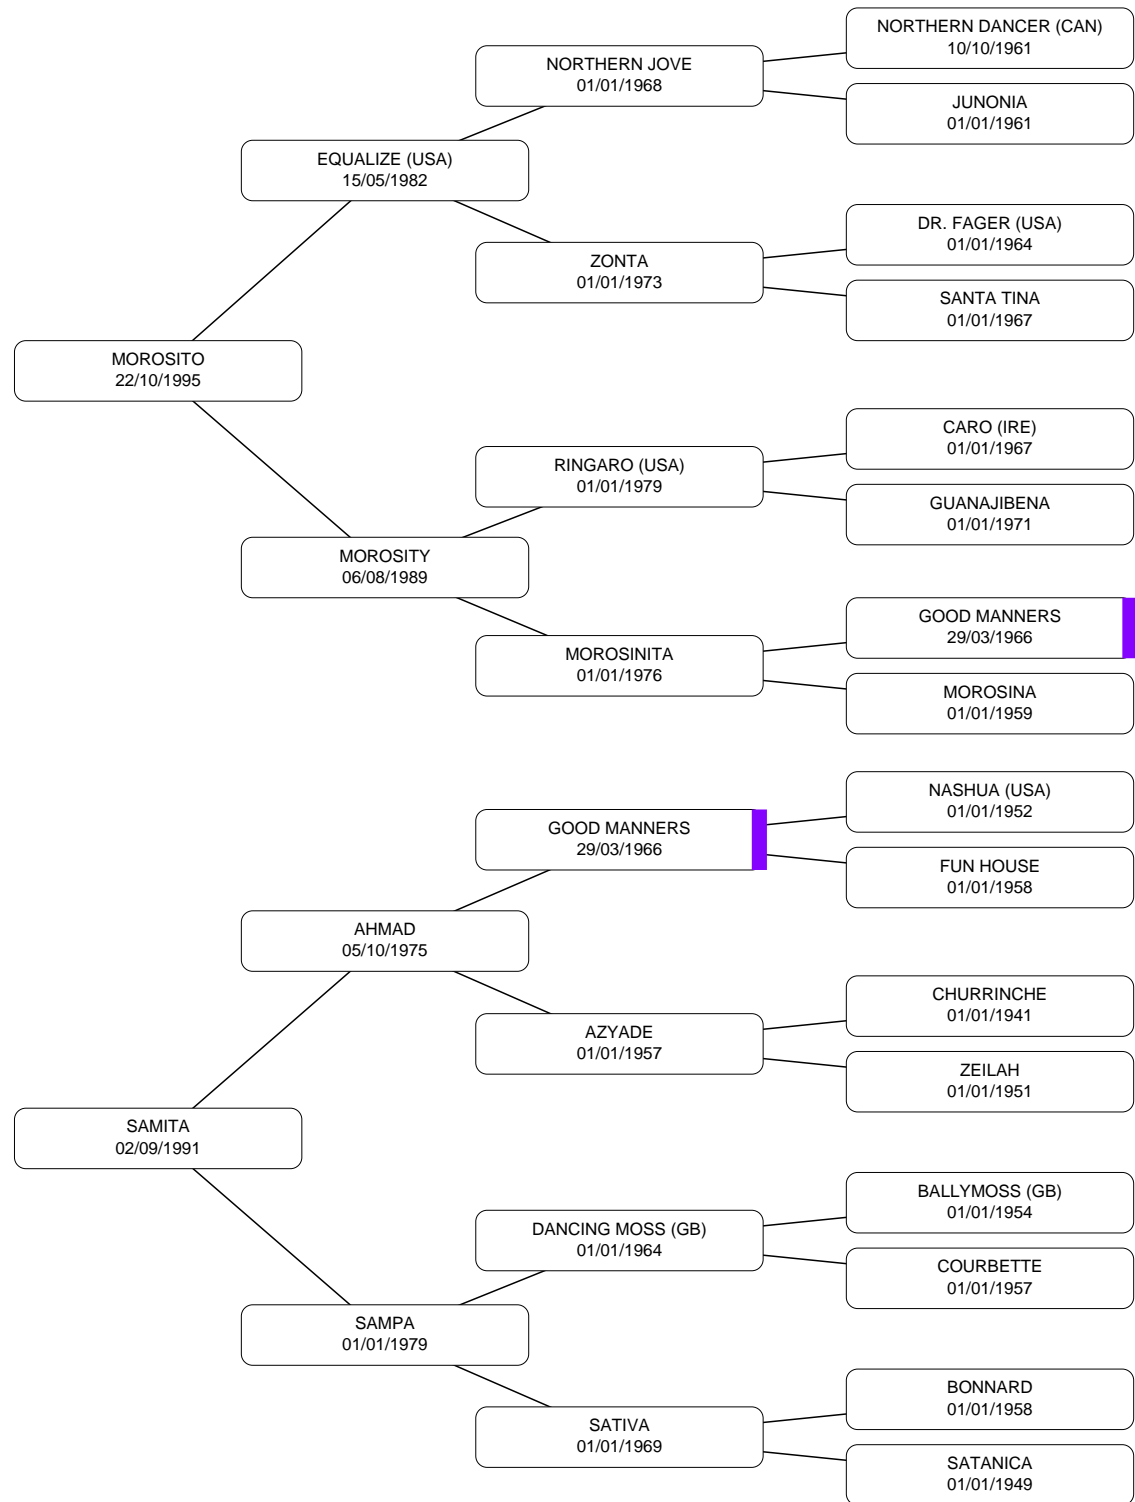 NORTHERN DANCER (CAN)
10/10/1961
NORTHERN JOVE
01/01/1968
JUNONIA
01/01/1961
EQUALIZE (USA)
15/05/1982
DR. FAGER (USA)
01/01/1964
ZONTA
01/01/1973
SANTA TINA
01/01/1967
MOROSITO
22/10/1995
CARO (IRE)
01/01/1967
RINGARO (USA)
01/01/1979
GUANAJIBENA
01/01/1971
MOROSITY
06/08/1989
GOOD MANNERS
29/03/1966
MOROSINITA
01/01/1976
MOROSINA
01/01/1959
NASHUA (USA)
01/01/1952
GOOD MANNERS
29/03/1966
FUN HOUSE
01/01/1958
AHMAD
05/10/1975
CHURRINCHE
01/01/1941
AZYADE
01/01/1957
ZEILAH
01/01/1951
SAMITA
02/09/1991
BALLYMOSS (GB)
01/01/1954
DANCING MOSS (GB)
01/01/1964
COURBETTE
01/01/1957
SAMPA
01/01/1979
BONNARD
01/01/1958
SATIVA
01/01/1969
SATANICA
01/01/1949